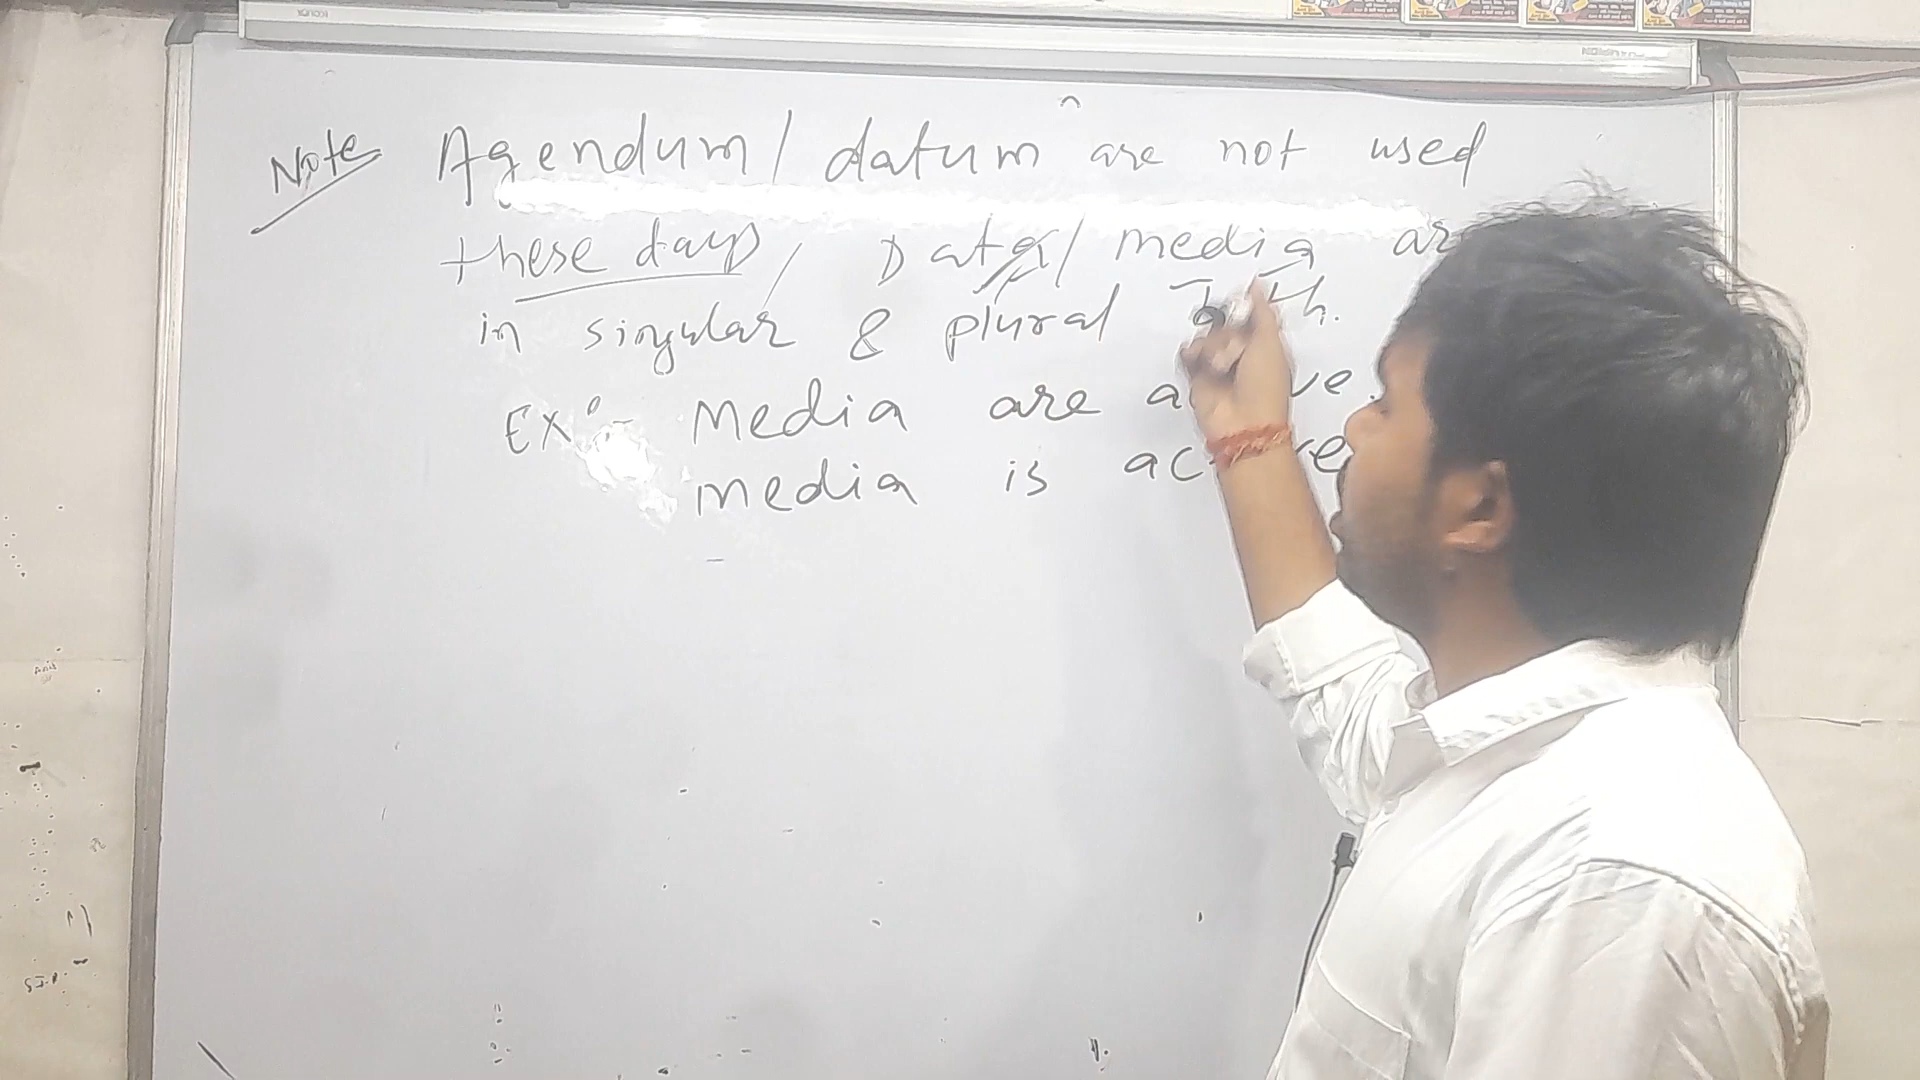 Note Agendum/ datum are not used
these days, Data/ media
in singular & plural both.
Ex:- Media are active.
media is active